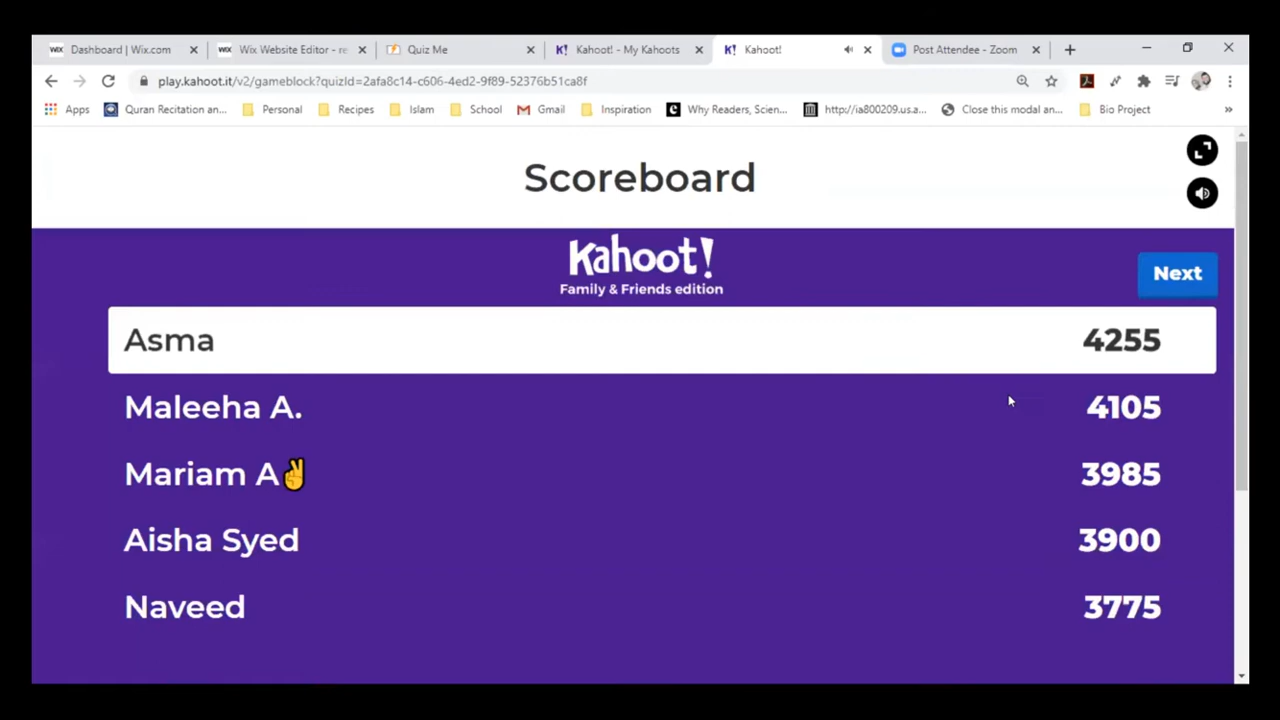 Dashboard | Wix.com
Wix Website Editor - re
Quiz Me
Kahoot! - My Kahoots
Kahoot!
Post Attendee - Zoom
play.kahoot.it/v2/gameblock?quizId=2afa8c14-c606-4ed2-9f89-52376b51ca8f
Apps
Quran Recitation an...
Personal
Recipes
Islam
School
Gmail
Inspiration
Why Readers, Scien...
http://ia800209.us.a...
Close this modal an...
Bio Project
Scoreboard
Kahoot!
Family & Friends edition
Next
Asma 4255
Maleeha A. 4105
Mariam A✌ 3985
Aisha Syed 3900
Naveed 3775